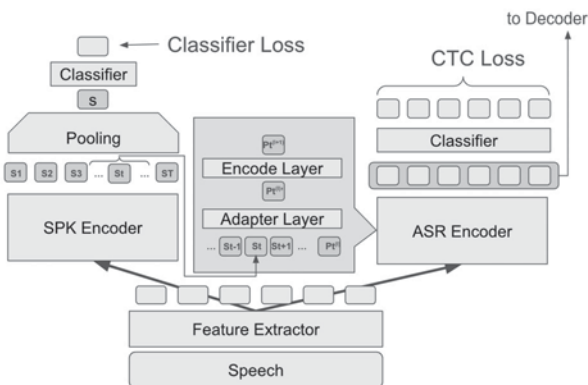 to Decoder
Classifier Loss
CTC Loss
Classifier
S
Pooling
Classifier
S1 S2 S3 ... St ... ST
Encode Layer
SPK Encoder
Adapter Layer
ASR Encoder
... St-1 St St+1 ...
Feature Extractor
Speech